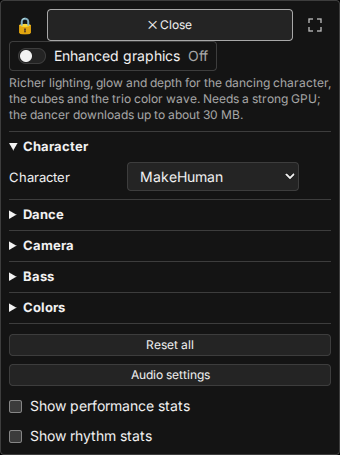 Close
Enhanced graphics Off
Richer lighting, glow and depth for the dancing character,
the cubes and the trio color wave. Needs a strong GPU;
the dancer downloads up to about 30 MB.
Character
Character MakeHuman
Dance
Camera
Bass
Colors
Reset all
Audio settings
Show performance stats
Show rhythm stats